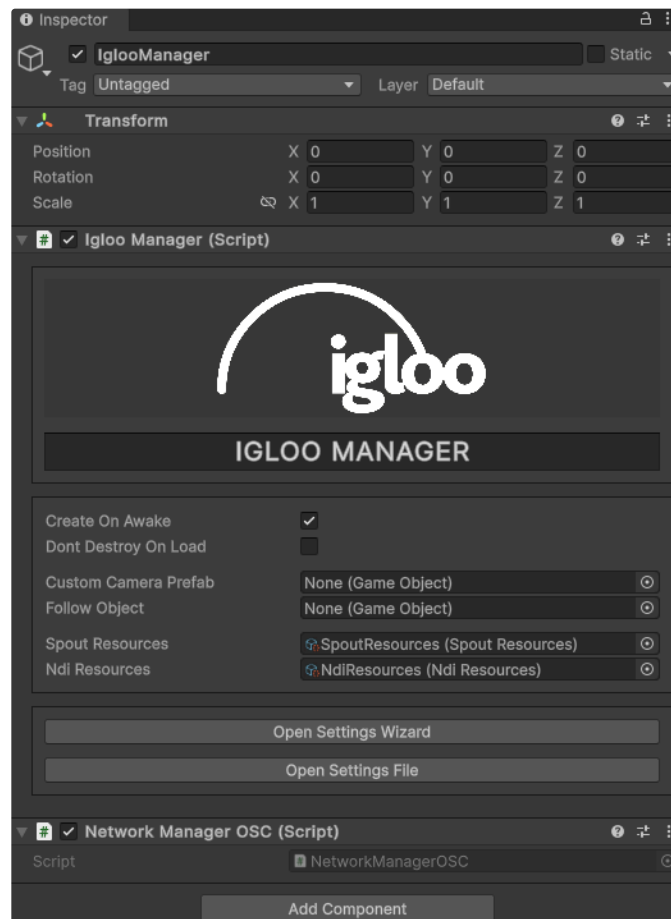 Inspector
IglooManager Static
Tag Untagged Layer Default
Transform
Position X 0 Y 0 Z 0
Rotation X 0 Y 0 Z 0
Scale X 1 Y 1 Z 1
# Igloo Manager (Script)
igloo
IGLOO MANAGER
Create On Awake
Dont Destroy On Load
Custom Camera Prefab None (Game Object)
Follow Object None (Game Object)
Spout Resources SpoutResources (Spout Resources)
Ndi Resources NdiResources (Ndi Resources)
Open Settings Wizard
Open Settings File
# Network Manager OSC (Script)
Script # NetworkManagerOSC
Add Component